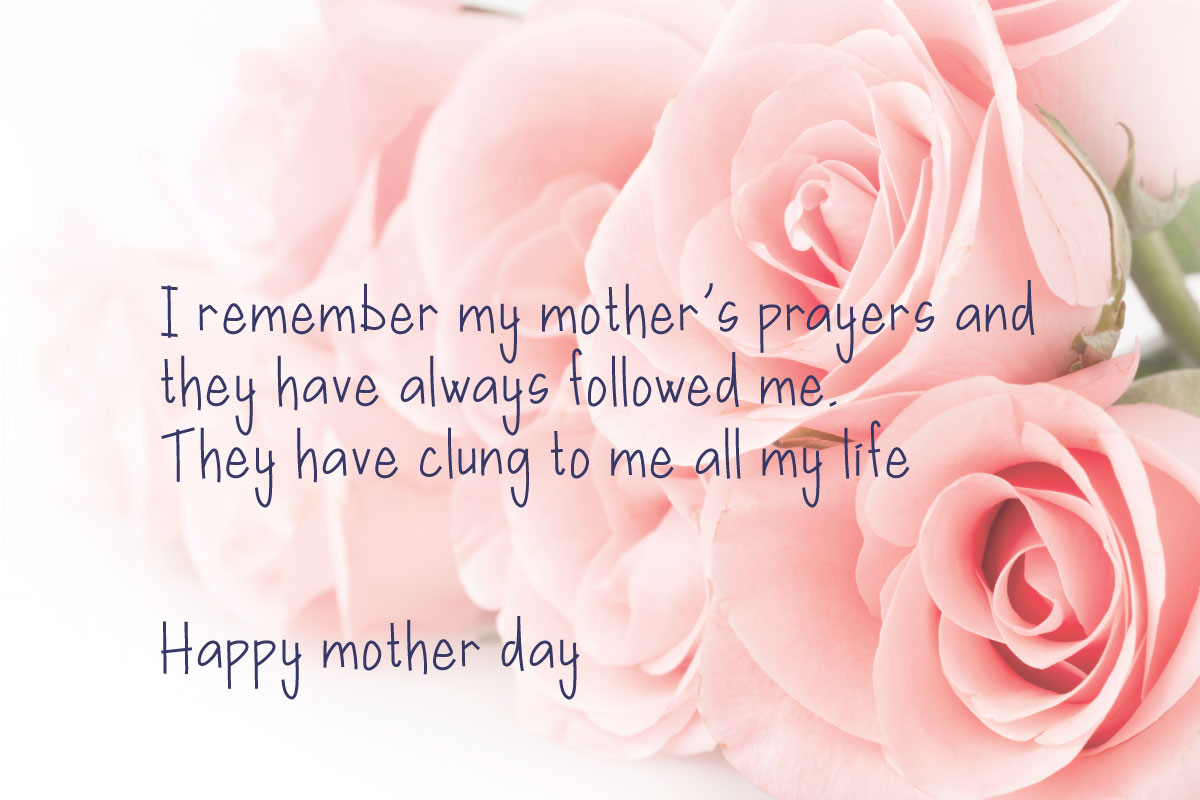 I remember my mother's prayers and
they have always followed me.
They have clung to me all my life
Happy mother day